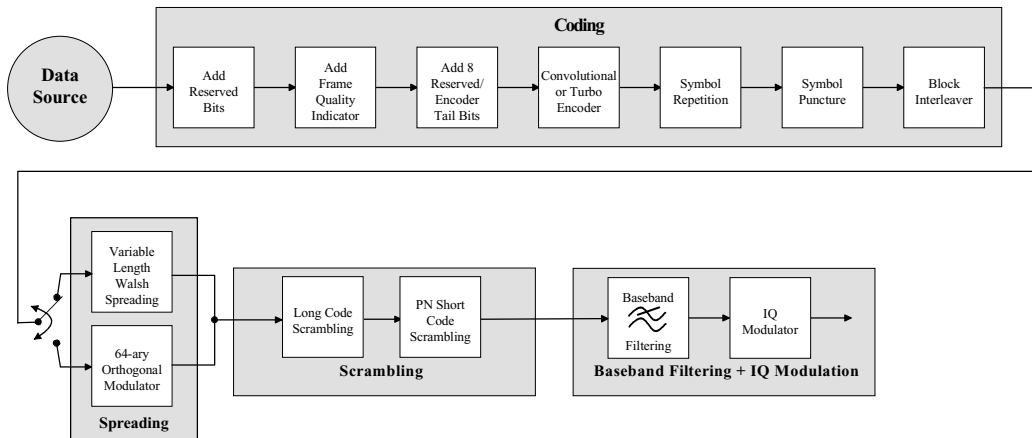 Coding
Data
Source
Add
Reserved
Bits
Add
Frame
Quality
Indicator
Add 8
Reserved/
Encoder
Tail Bits
Convolutional
or Turbo
Encoder
Symbol
Repetition
Symbol
Puncture
Block
Interleaver
Variable
Length
Walsh
Spreading
64-ary
Orthogonal
Modulator
Spreading
Long Code
Scrambling
PN Short
Code
Scrambling
Scrambling
Baseband
Filtering
IQ
Modulator
Baseband Filtering + IQ Modulation